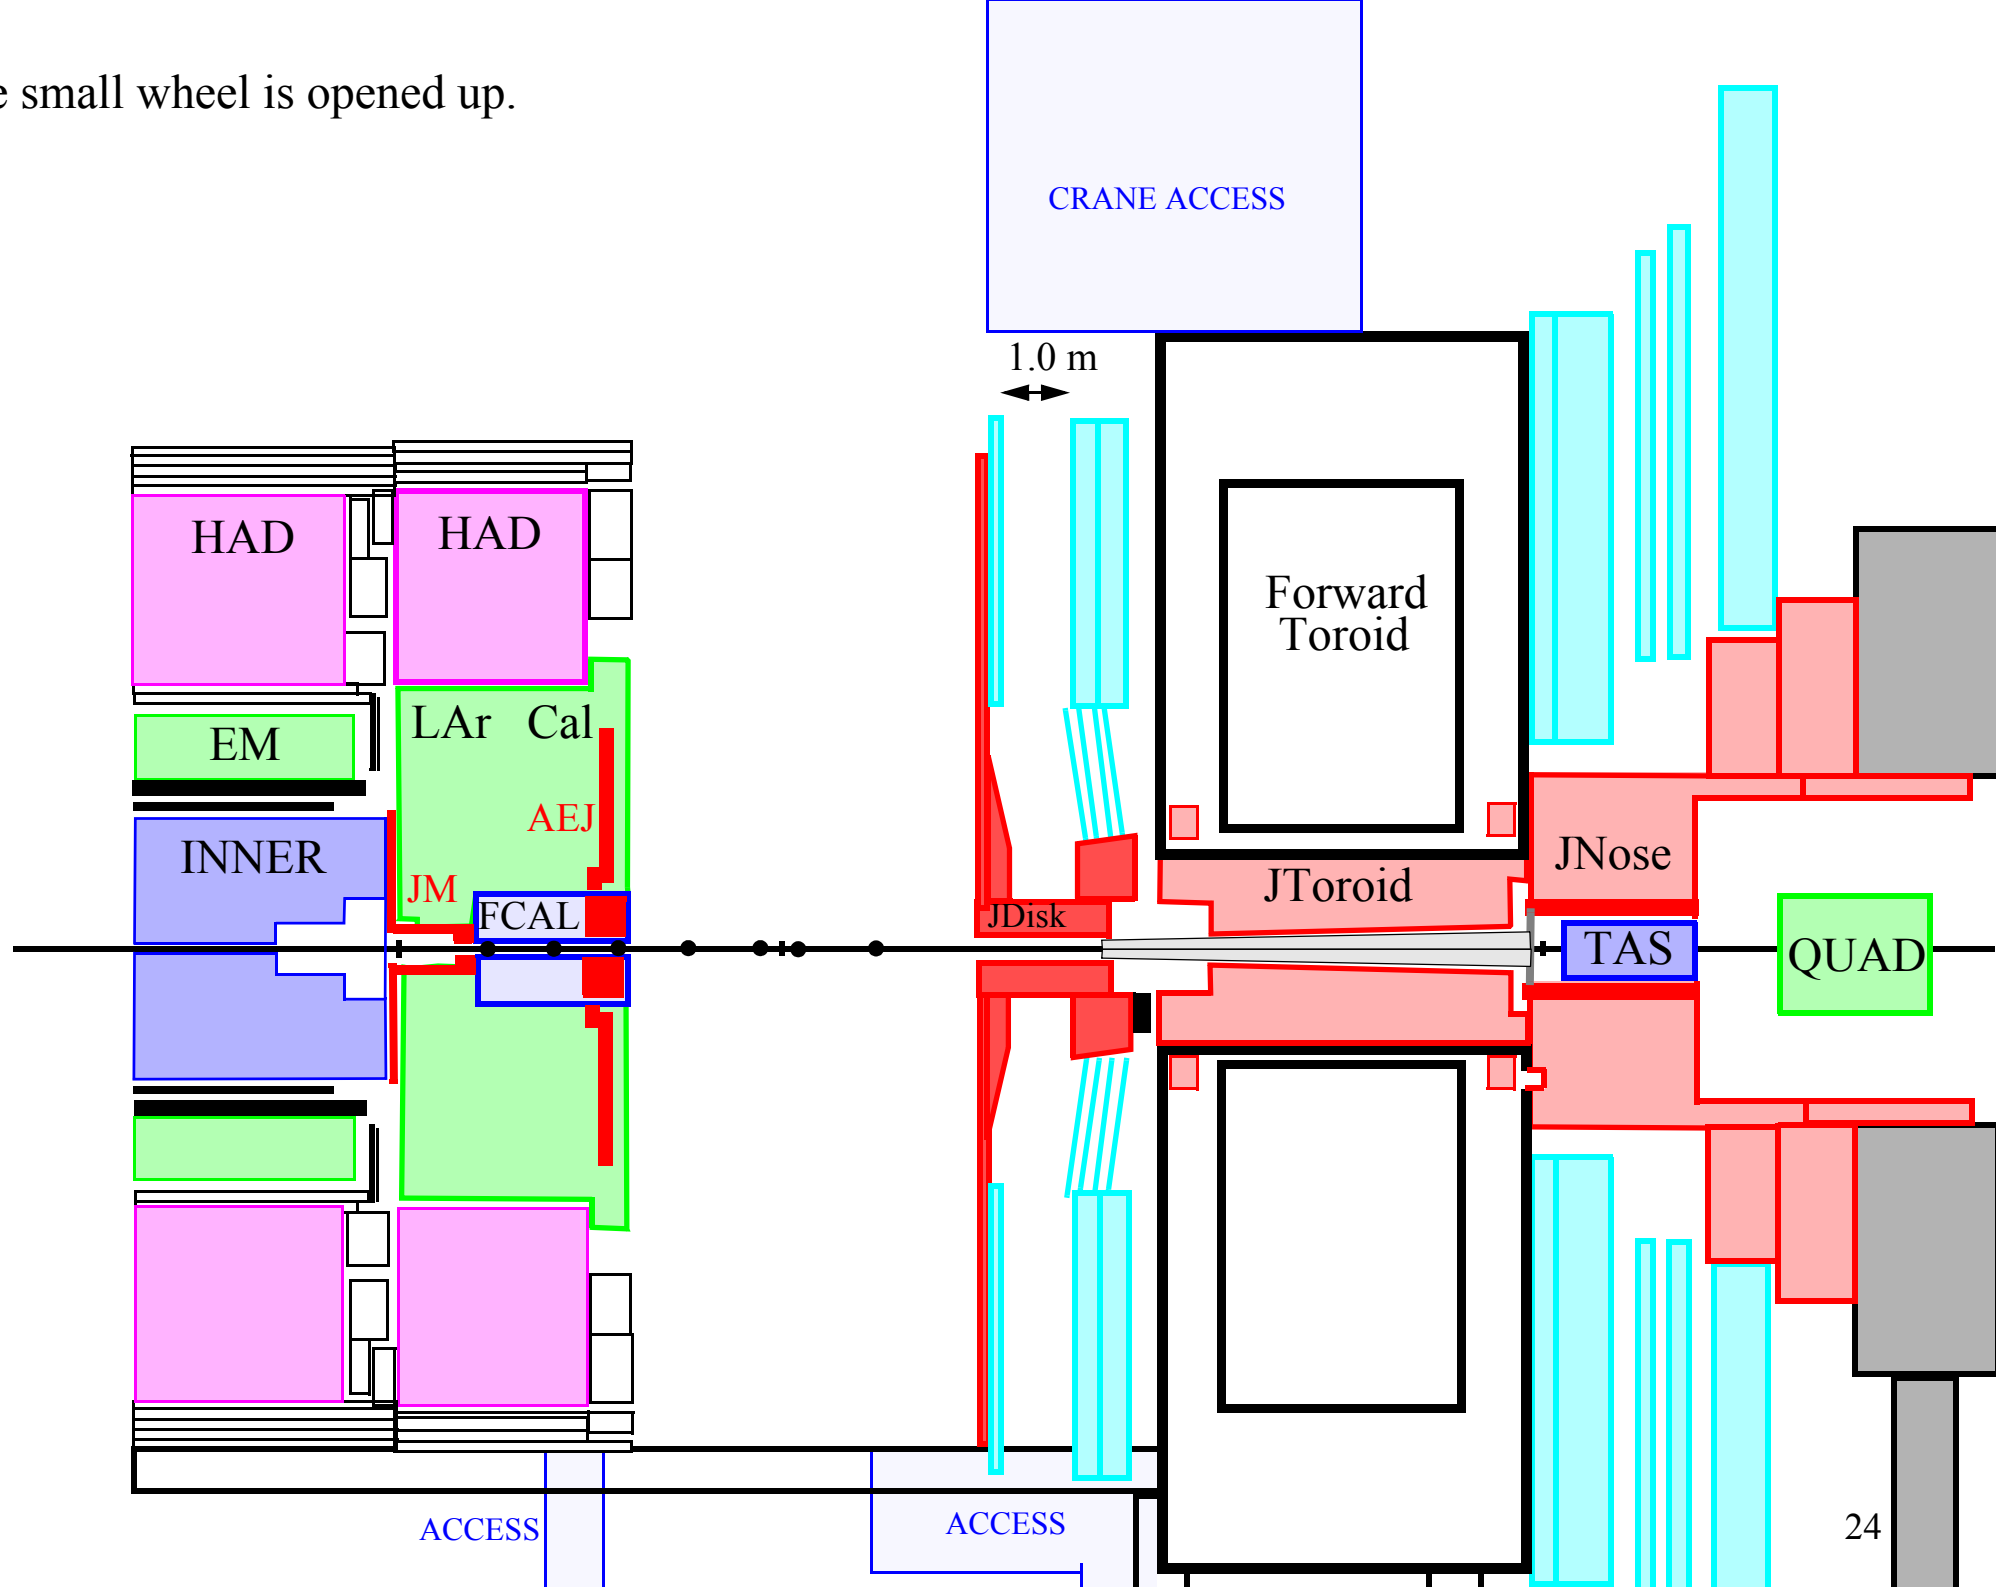 e small wheel is opened up.
CRANE ACCESS
1.0 m
HAD
HAD
Forward
Toroid
LAr Cal
EM
AEJ
INNER
JM
JNose
JToroid
FCAL
JDisk
TAS
QUAD
ACCESS
ACCESS
24